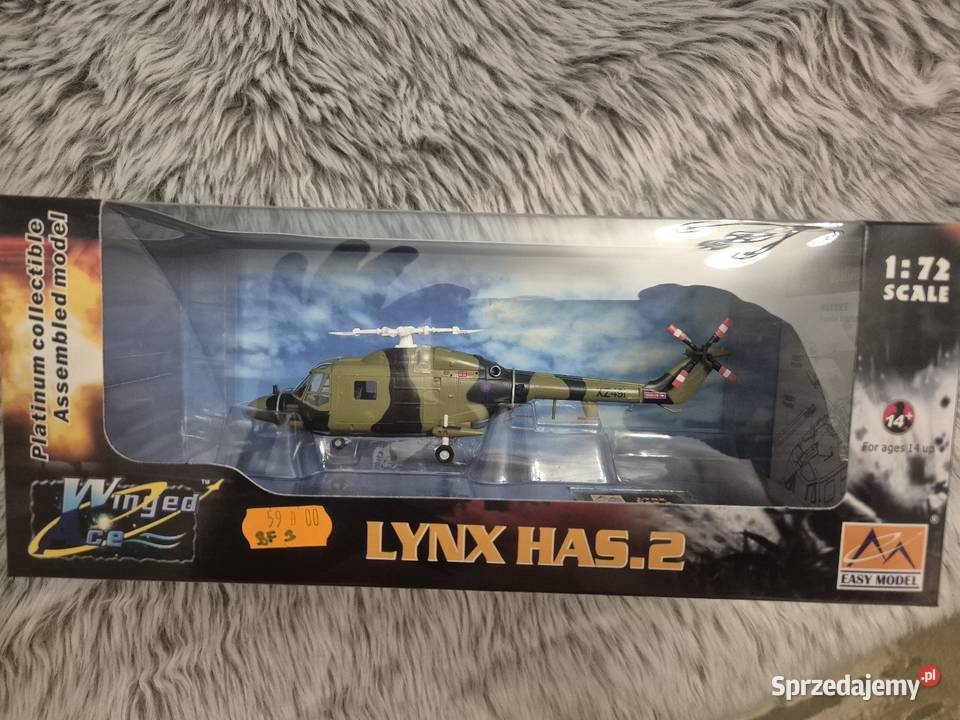 Platinum collectible
Assembled model
1:72
SCALE
14+
For ages 14 up
Winged
Ace
59 00
LYNX HAS.2
EASY MODEL
Sprzedajemy.pl